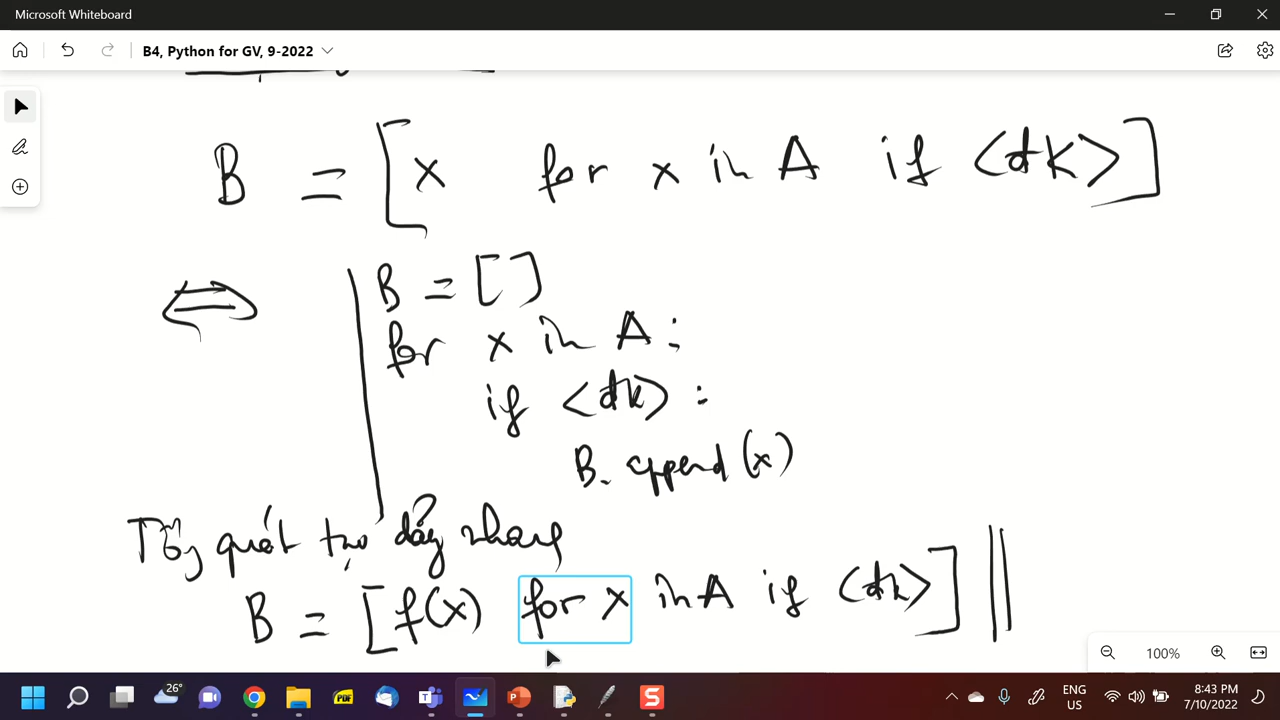 Microsoft Whiteboard
B4, Python for GV, 9-2022
B = [x for x in A if <đk>]
⇔
B = []
for x in A:
if <đk>:
B.append(x)
Tổng quát tạo dãy nhanh
B = [f(x) for x in A if <đk>]
100%
26°
PDF
ENG
US
8:43 PM
7/10/2022